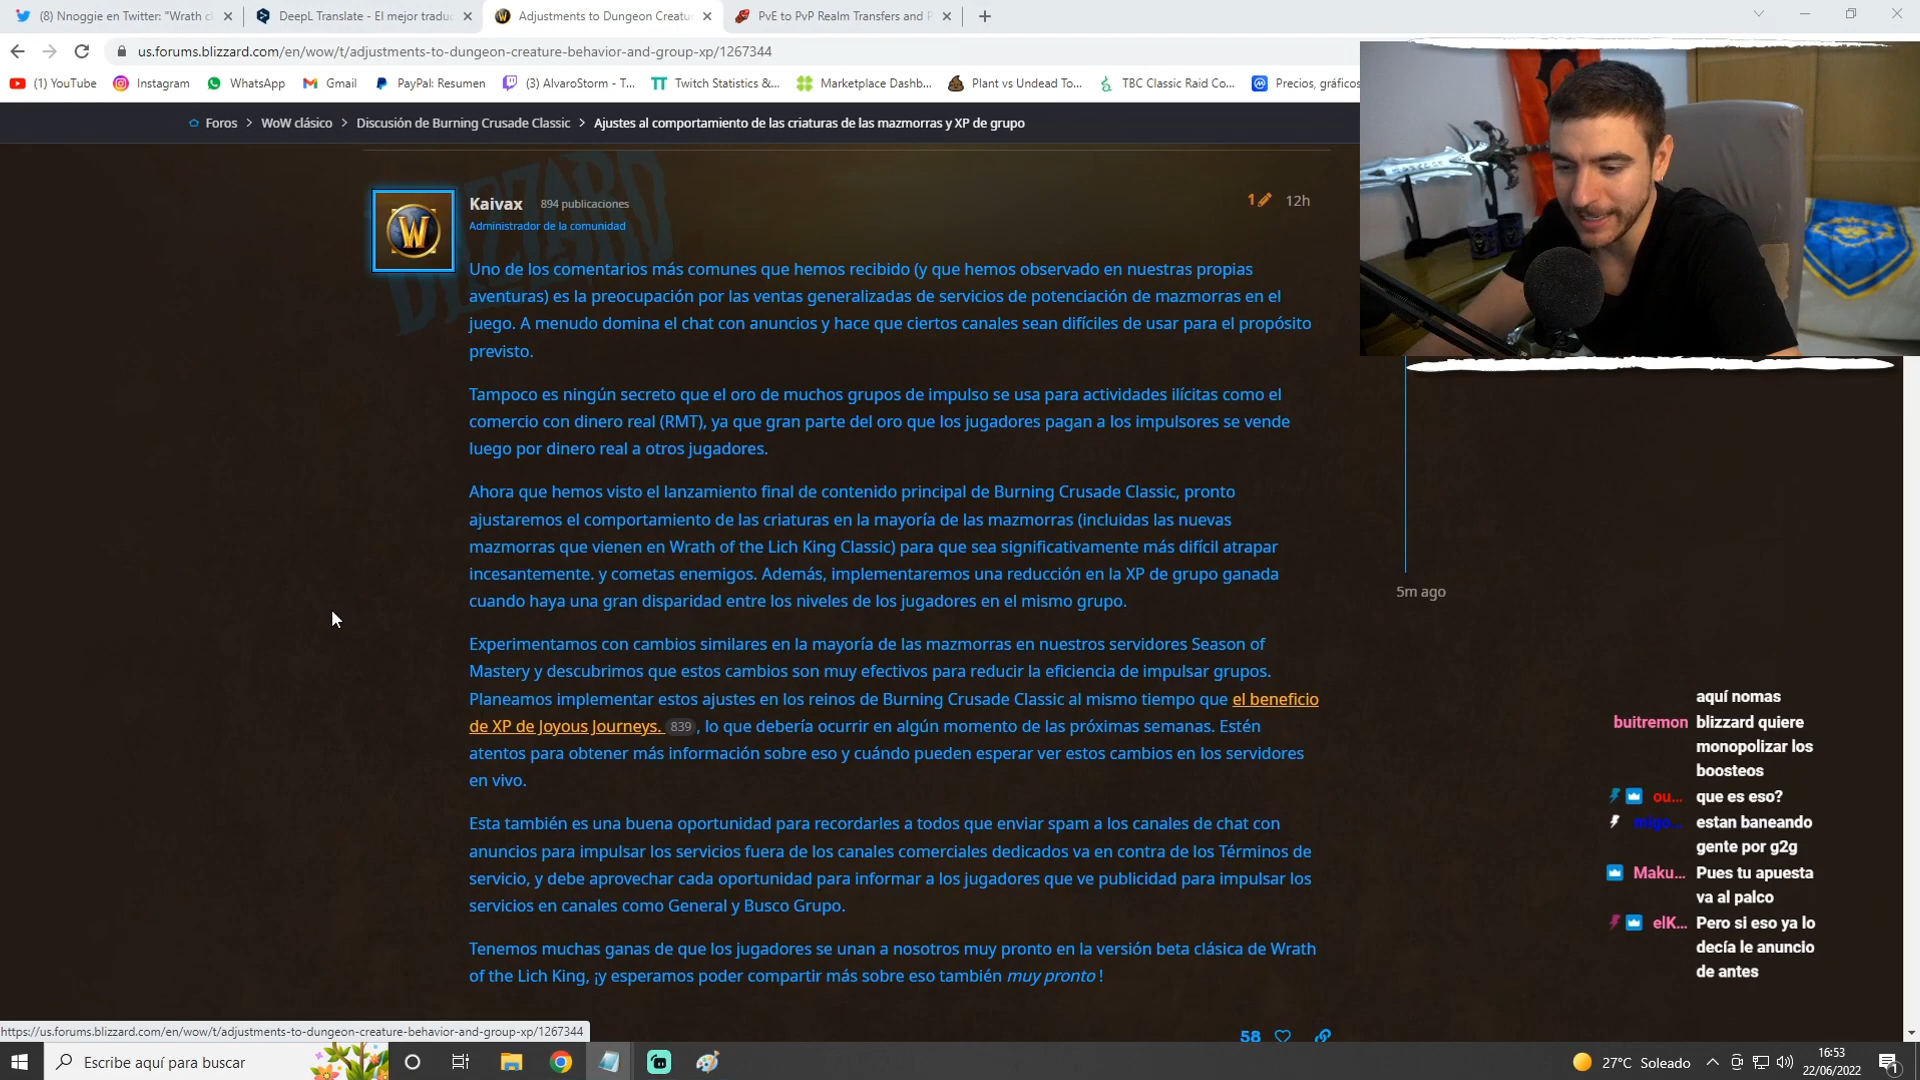 (8) Nnoggie en Twitter: "Wrath cl
DeepL Translate - El mejor traduc
Adjustments to Dungeon Creatur
PvE to PvP Realm Transfers and P
us.forums.blizzard.com/en/wow/t/adjustments-to-dungeon-creature-behavior-and-group-xp/1267344
(1) YouTube
Instagram
WhatsApp
Gmail
PayPal: Resumen
(3) AlvaroStorm - T...
Twitch Statistics &...
Marketplace Dashb...
Plant vs Undead To...
TBC Classic Raid Co...
Precios, gráficos
Foros > WoW clásico > Discusión de Burning Crusade Classic > Ajustes al comportamiento de las criaturas de las mazmorras y XP de grupo
BLIZZARD
Kaivax 894 publicaciones
1 12h
Administrador de la comunidad
Uno de los comentarios más comunes que hemos recibido (y que hemos observado en nuestras propias
aventuras) es la preocupación por las ventas generalizadas de servicios de potenciación de mazmorras en el
juego. A menudo domina el chat con anuncios y hace que ciertos canales sean difíciles de usar para el propósito
previsto.
Tampoco es ningún secreto que el oro de muchos grupos de impulso se usa para actividades ilícitas como el
comercio con dinero real (RMT), ya que gran parte del oro que los jugadores pagan a los impulsores se vende
luego por dinero real a otros jugadores.
Ahora que hemos visto el lanzamiento final de contenido principal de Burning Crusade Classic, pronto
ajustaremos el comportamiento de las criaturas en la mayoría de las mazmorras (incluidas las nuevas
mazmorras que vienen en Wrath of the Lich King Classic) para que sea significativamente más difícil atrapar
incesantemente. y cometas enemigos. Además, implementaremos una reducción en la XP de grupo ganada
cuando haya una gran disparidad entre los niveles de los jugadores en el mismo grupo.
Experimentamos con cambios similares en la mayoría de las mazmorras en nuestros servidores Season of
Mastery y descubrimos que estos cambios son muy efectivos para reducir la eficiencia de impulsar grupos.
Planeamos implementar estos ajustes en los reinos de Burning Crusade Classic al mismo tiempo que el beneficio
de XP de Joyous Journeys. 839 , lo que debería ocurrir en algún momento de las próximas semanas. Estén
atentos para obtener más información sobre eso y cuándo pueden esperar ver estos cambios en los servidores
en vivo.
Esta también es una buena oportunidad para recordarles a todos que enviar spam a los canales de chat con
anuncios para impulsar los servicios fuera de los canales comerciales dedicados va en contra de los Términos de
servicio, y debe aprovechar cada oportunidad para informar a los jugadores que ve publicidad para impulsar los
servicios en canales como General y Busco Grupo.
Tenemos muchas ganas de que los jugadores se unan a nosotros muy pronto en la versión beta clásica de Wrath
of the Lich King, ¡y esperamos poder compartir más sobre eso también muy pronto !
58
5m ago
aquí nomas
buitremon blizzard quiere
monopolizar los
boosteos
ou... que es eso?
migo... estan baneando
gente por g2g
Maku... Pues tu apuesta
va al palco
elK... Pero si eso ya lo
decía le anuncio
de antes
https://us.forums.blizzard.com/en/wow/t/adjustments-to-dungeon-creature-behavior-and-group-xp/1267344
Escribe aquí para buscar
27°C Soleado
16:53
22/06/2022
1